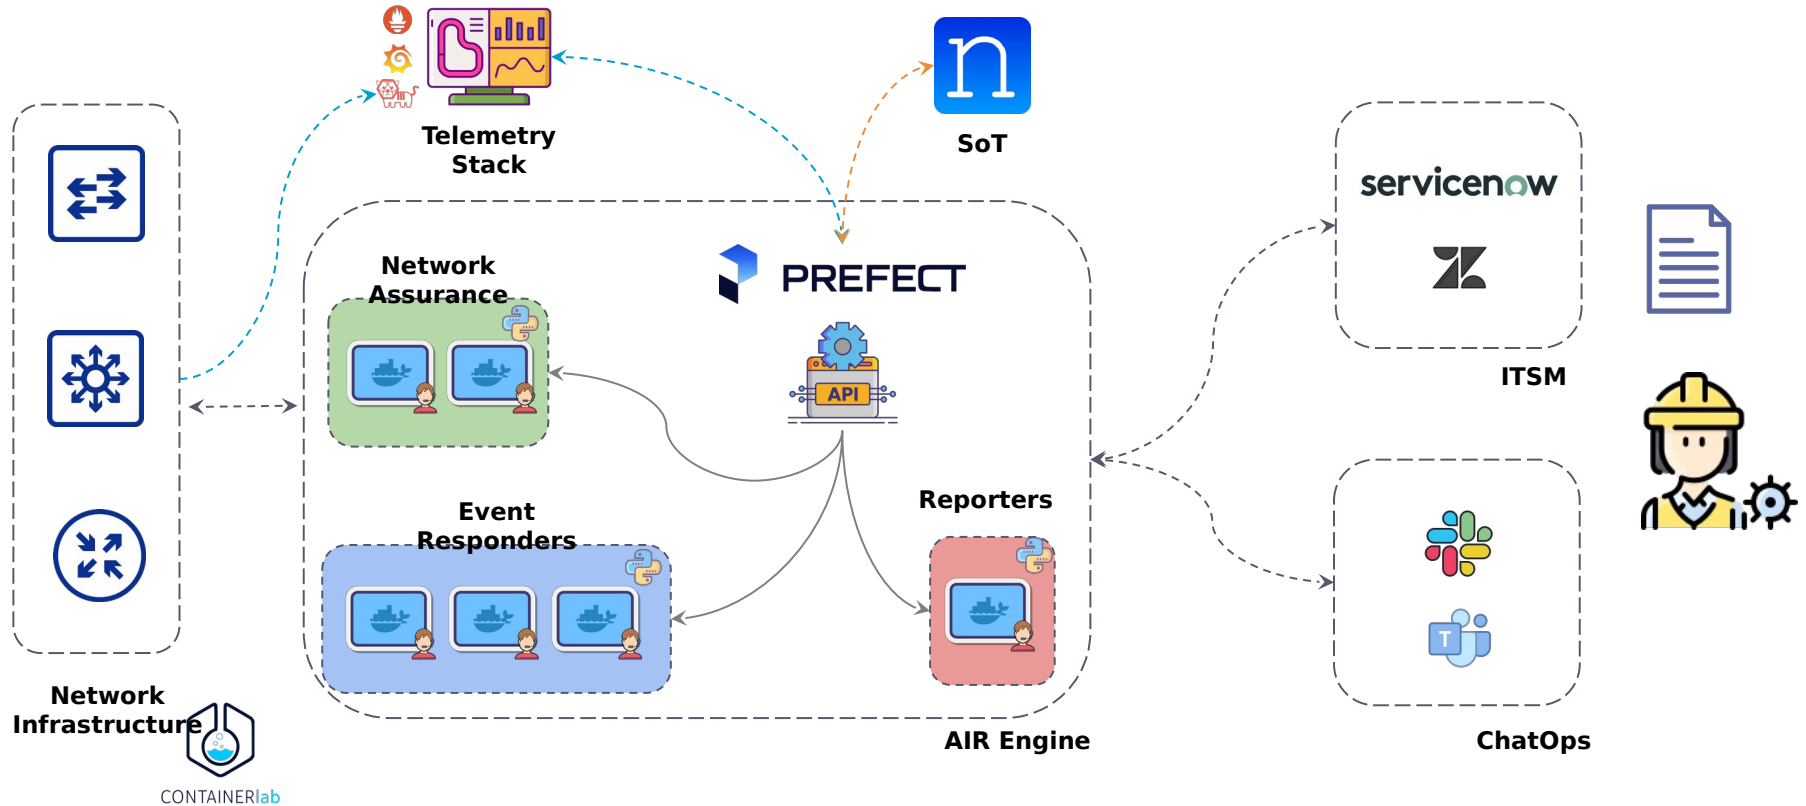 Telemetry
Stack
n
SoT
servicenow
ITSM
Network
Assurance
PREFECT
API
Event
Responders
Reporters
T
Network
Infrastructure
CONTAINERlab
AIR Engine
ChatOps